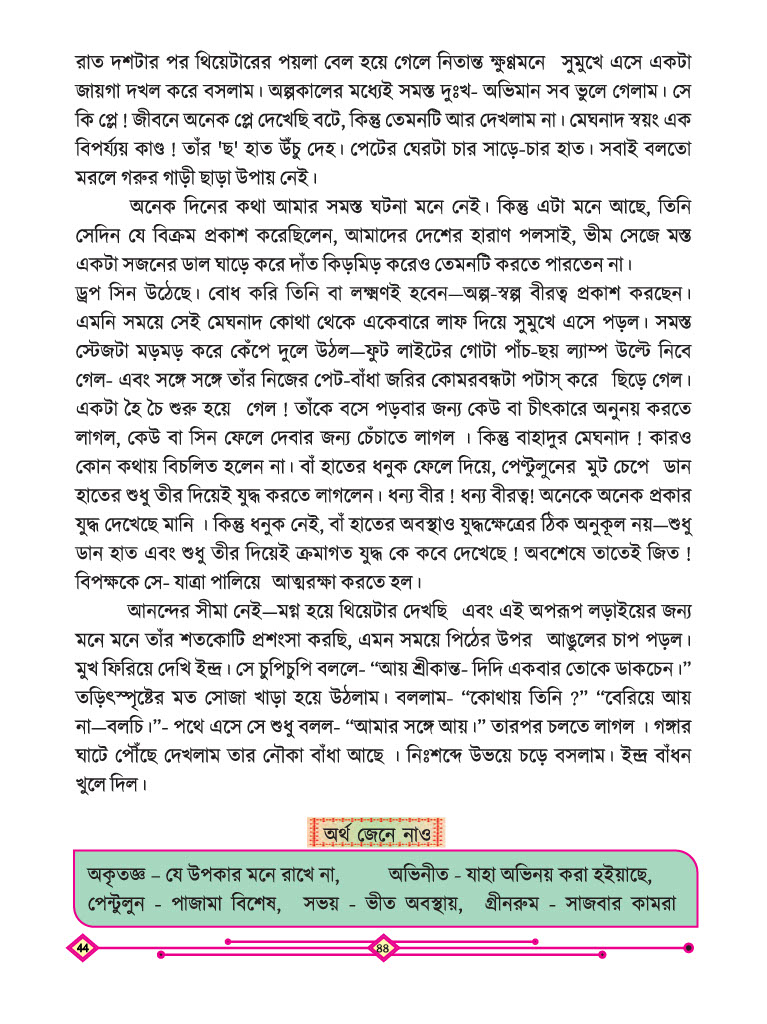 রাত দশটার পর থিয়েটারের পয়লা বেল হয়ে গেলে নিতান্ত ক্ষুণ্ণমনে সুমুখে এসে একটা
জায়গা দখল করে বসলাম। অল্পকালের মধ্যেই সমস্ত দুঃখ- অভিমান সব ভুলে গেলাম। সে
কি প্লে ! জীবনে অনেক প্লে দেখেছি বটে, কিন্তু তেমনটি আর দেখলাম না। মেঘনাদ স্বয়ং এক
বিপর্য্যয় কাণ্ড ! তাঁর 'ছ' হাত উঁচু দেহ। পেটের ঘেরটা চার সাড়ে-চার হাত। সবাই বলতো
মরলে গরুর গাড়ী ছাড়া উপায় নেই।
অনেক দিনের কথা আমার সমস্ত ঘটনা মনে নেই। কিন্তু এটা মনে আছে, তিনি
সেদিন যে বিক্রম প্রকাশ করেছিলেন, আমাদের দেশের হারাণ পলসাই, ভীম সেজে মস্ত
একটা সজনের ডাল ঘাড়ে করে দাঁত কিড়মিড় করেও তেমনটি করতে পারতেন না।
ড্রপ সিন উঠেছে। বোধ করি তিনি বা লক্ষ্মণই হবেন—অল্প-স্বল্প বীরত্ব প্রকাশ করছেন।
এমনি সময়ে সেই মেঘনাদ কোথা থেকে একেবারে লাফ দিয়ে সুমুখে এসে পড়ল। সমস্ত
স্টেজটা মড়মড় করে কেঁপে দুলে উঠল—ফুট লাইটের গোটা পাঁচ-ছয় ল্যাম্প উল্টে নিবে
গেল- এবং সঙ্গে সঙ্গে তাঁর নিজের পেট-বাঁধা জরির কোমরবন্ধটা পটাস্ করে ছিড়ে গেল।
একটা হৈ চৈ শুরু হয়ে গেল ! তাঁকে বসে পড়বার জন্য কেউ বা চীৎকারে অনুনয় করতে
লাগল, কেউ বা সিন ফেলে দেবার জন্য চেঁচাতে লাগল । কিন্তু বাহাদুর মেঘনাদ ! কারও
কোন কথায় বিচলিত হলেন না। বাঁ হাতের ধনুক ফেলে দিয়ে, পেণ্টুলুনের মুট চেপে ডান
হাতের শুধু তীর দিয়েই যুদ্ধ করতে লাগলেন। ধন্য বীর ! ধন্য বীরত্ব! অনেকে অনেক প্রকার
যুদ্ধ দেখেছে মানি । কিন্তু ধনুক নেই, বাঁ হাতের অবস্থাও যুদ্ধক্ষেত্রের ঠিক অনুকূল নয়—শুধু
ডান হাত এবং শুধু তীর দিয়েই ক্রমাগত যুদ্ধ কে কবে দেখেছে ! অবশেষে তাতেই জিত !
বিপক্ষকে সে- যাত্রা পালিয়ে আত্মরক্ষা করতে হল।
আনন্দের সীমা নেই—মগ্ন হয়ে থিয়েটার দেখছি এবং এই অপরূপ লড়াইয়ের জন্য
মনে মনে তাঁর শতকোটি প্রশংসা করছি, এমন সময়ে পিঠের উপর আঙুলের চাপ পড়ল।
মুখ ফিরিয়ে দেখি ইন্দ্র। সে চুপিচুপি বললে- “আয় শ্রীকান্ত- দিদি একবার তোকে ডাকচেন।”
তড়িৎস্পৃষ্টের মত সোজা খাড়া হয়ে উঠলাম। বললাম- “কোথায় তিনি ?” “বেরিয়ে আয়
না—বলচি।”- পথে এসে সে শুধু বলল- “আমার সঙ্গে আয়।” তারপর চলতে লাগল । গঙ্গার
ঘাটে পৌঁছে দেখলাম তার নৌকা বাঁধা আছে । নিঃশব্দে উভয়ে চড়ে বসলাম। ইন্দ্র বাঁধন
খুলে দিল।
অর্থ জেনে নাও
অকৃতজ্ঞ – যে উপকার মনে রাখে না, অভিনীত - যাহা অভিনয় করা হইয়াছে,
পেন্টুলুন - পাজামা বিশেষ, সভয় - ভীত অবস্থায়, গ্রীনরুম - সাজবার কামরা
44 ৪৪